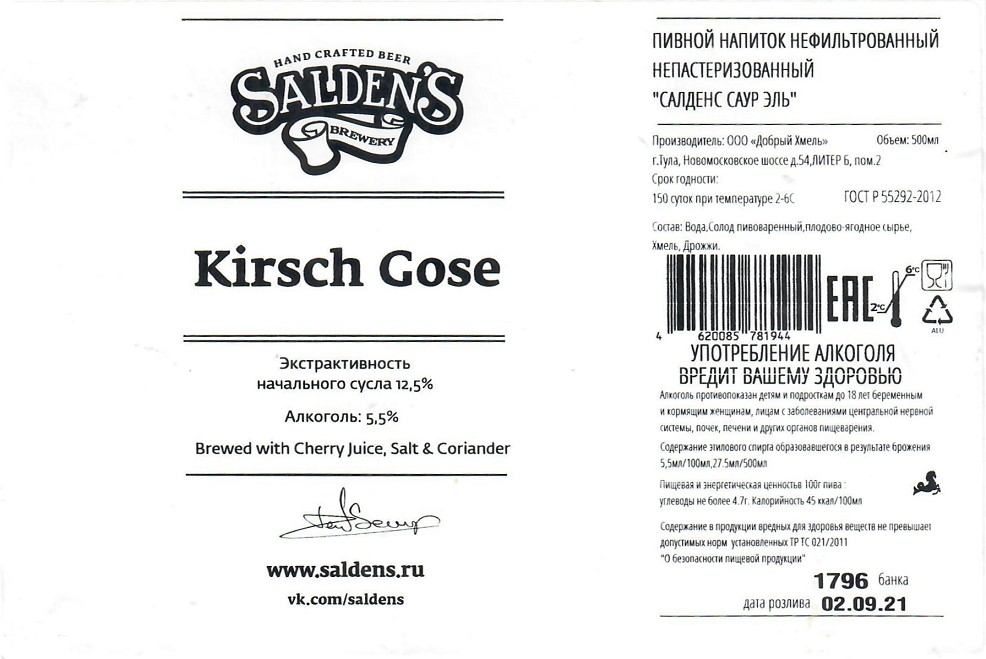 HAND CRAFTED BEER
SALDEN'S
BREWERY
Kirsch Gose
Экстрактивность
начального сусла 12,5%
Алкоголь: 5,5%
Brewed with Cherry Juice, Salt & Coriander
www.saldens.ru
vk.com/saldens
ПИВНОЙ НАПИТОК НЕФИЛЬТРОВАННЫЙ
НЕПАСТЕРИЗОВАННЫЙ
"САЛДЕНС САУР ЭЛЬ"
Производитель: ООО «Добрый Хмель» Объем: 500мл
г.Тула, Новомосковское шоссе д.54,ЛИТЕР Б, пом.2
Срок годности:
150 суток при температуре 2-6С ГОСТ Р 55292-2012
Состав: Вода,Солод пивоваренный,плодово-ягодное сырье,
Хмель, Дрожжи.
4 620085 781944
EAC
6°C
2°C
ALU
УПОТРЕБЛЕНИЕ АЛКОГОЛЯ
ВРЕДИТ ВАШЕМУ ЗДОРОВЬЮ
Алкоголь противопоказан детям и подросткам до 18 лет беременным
и кормящим женщинам, лицам с заболеваниями центральной нервной
системы, почек, печени и других органов пищеварения.
Содержание этилового спирта образовавшегося в результате брожения
5,5мл/100мл,27.5мл/500мл
Пищевая и энергетическая ценностьв 100г пива :
углеводы не более 4.7г. Калорийность 45 ккал/100мл
Содержание в продукции вредных для здоровья веществ не превышает
допустимых норм установленных ТР ТС 021/2011
"О безопасности пищевой продукции"
1796 банка
дата розлива 02.09.21